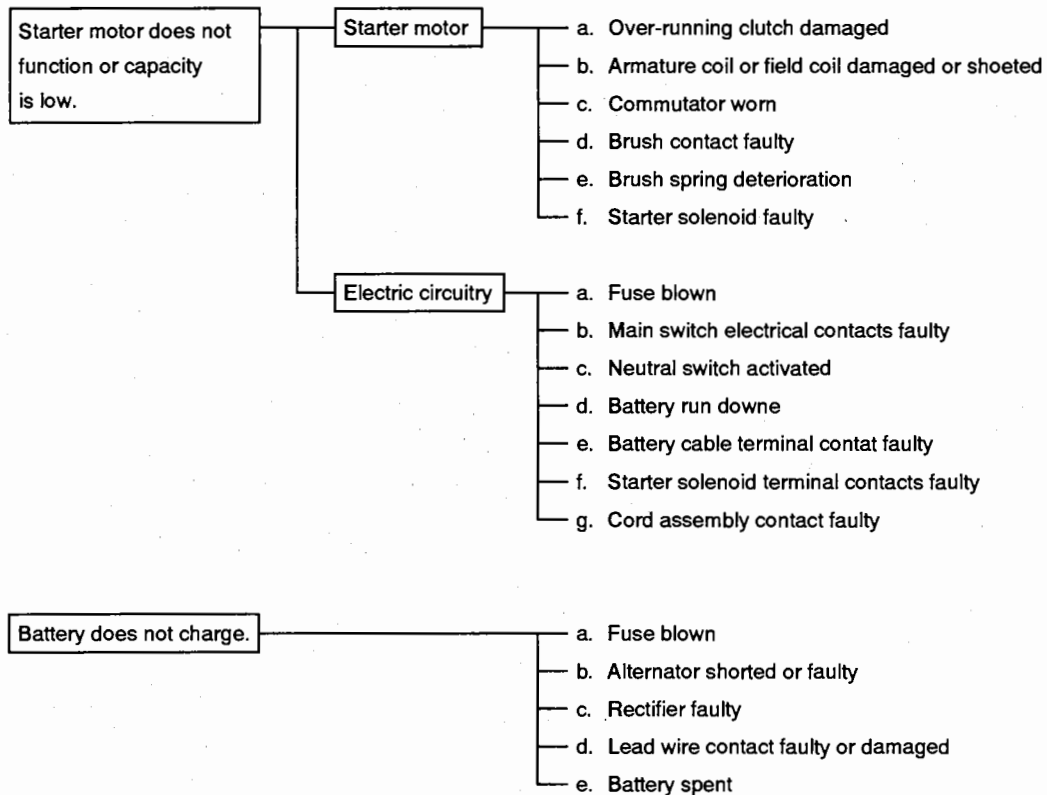 Starter motor does not
function or capacity
is low.
Starter motor
a. Over-running clutch damaged
b. Armature coil or field coil damaged or shoeted
c. Commutator worn
d. Brush contact faulty
e. Brush spring deterioration
f. Starter solenoid faulty
Electric circuitry
a. Fuse blown
b. Main switch electrical contacts faulty
c. Neutral switch activated
d. Battery run downe
e. Battery cable terminal contat faulty
f. Starter solenoid terminal contacts faulty
g. Cord assembly contact faulty
Battery does not charge.
a. Fuse blown
b. Alternator shorted or faulty
c. Rectifier faulty
d. Lead wire contact faulty or damaged
e. Battery spent